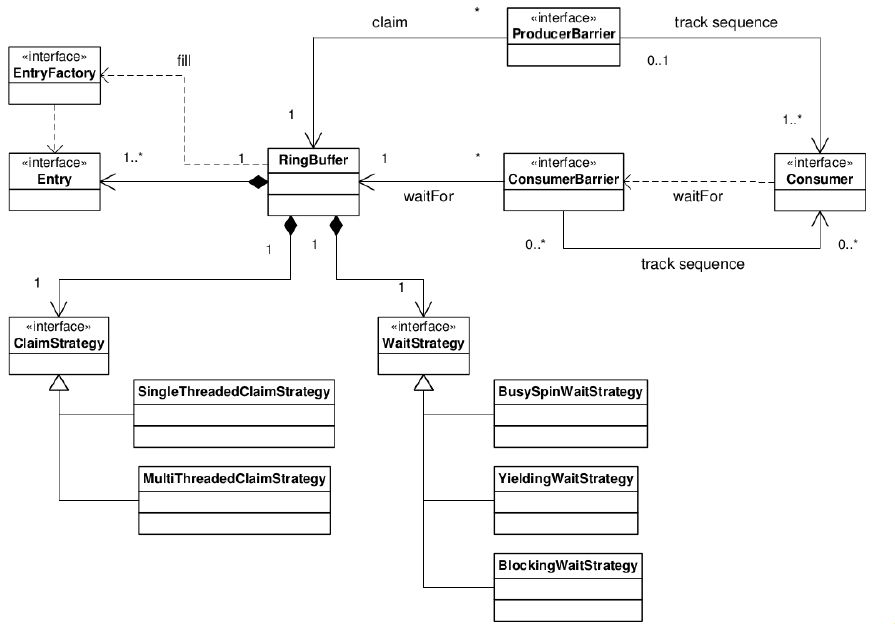 claim
*
«interface»
ProducerBarrier
track sequence
0..1
«interface»
EntryFactory
fill
1
1..*
«interface»
Entry
1..*
1
RingBuffer
1
*
waitFor
«interface»
ConsumerBarrier
waitFor
«interface»
Consumer
0..*
0..*
track sequence
1
1
1
1
«interface»
ClaimStrategy
«interface»
WaitStrategy
SingleThreadedClaimStrategy
BusySpinWaitStrategy
MultiThreadedClaimStrategy
YieldingWaitStrategy
BlockingWaitStrategy